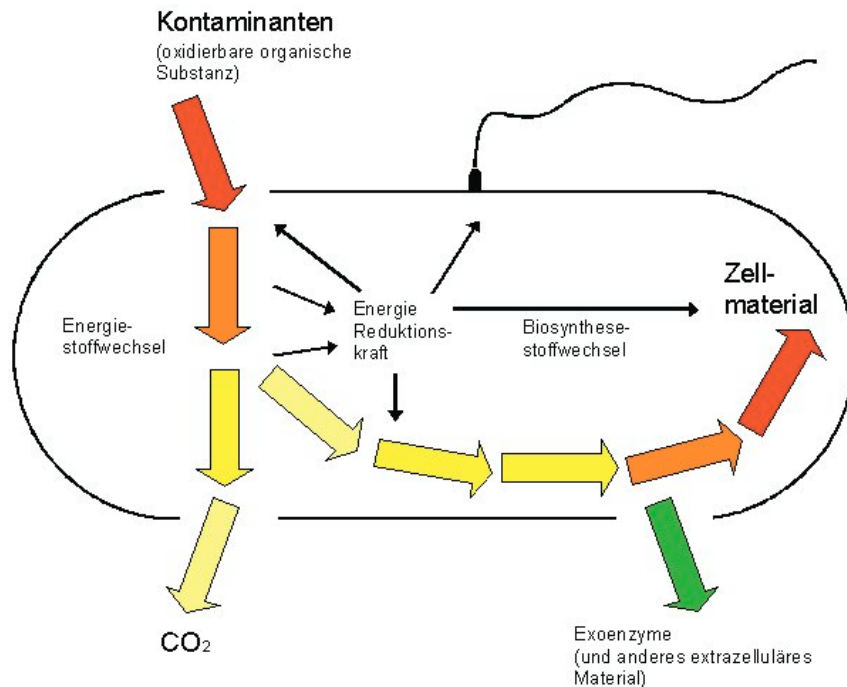 Kontaminanten
(oxidierbare organische
Substanz)
Zell-
material
Energie-
stoffwechsel
Energie
Reduktions-
kraft
Biosynthese-
stoffwechsel
CO₂
Exoenzyme
(und anderes extrazelluläres
Material)